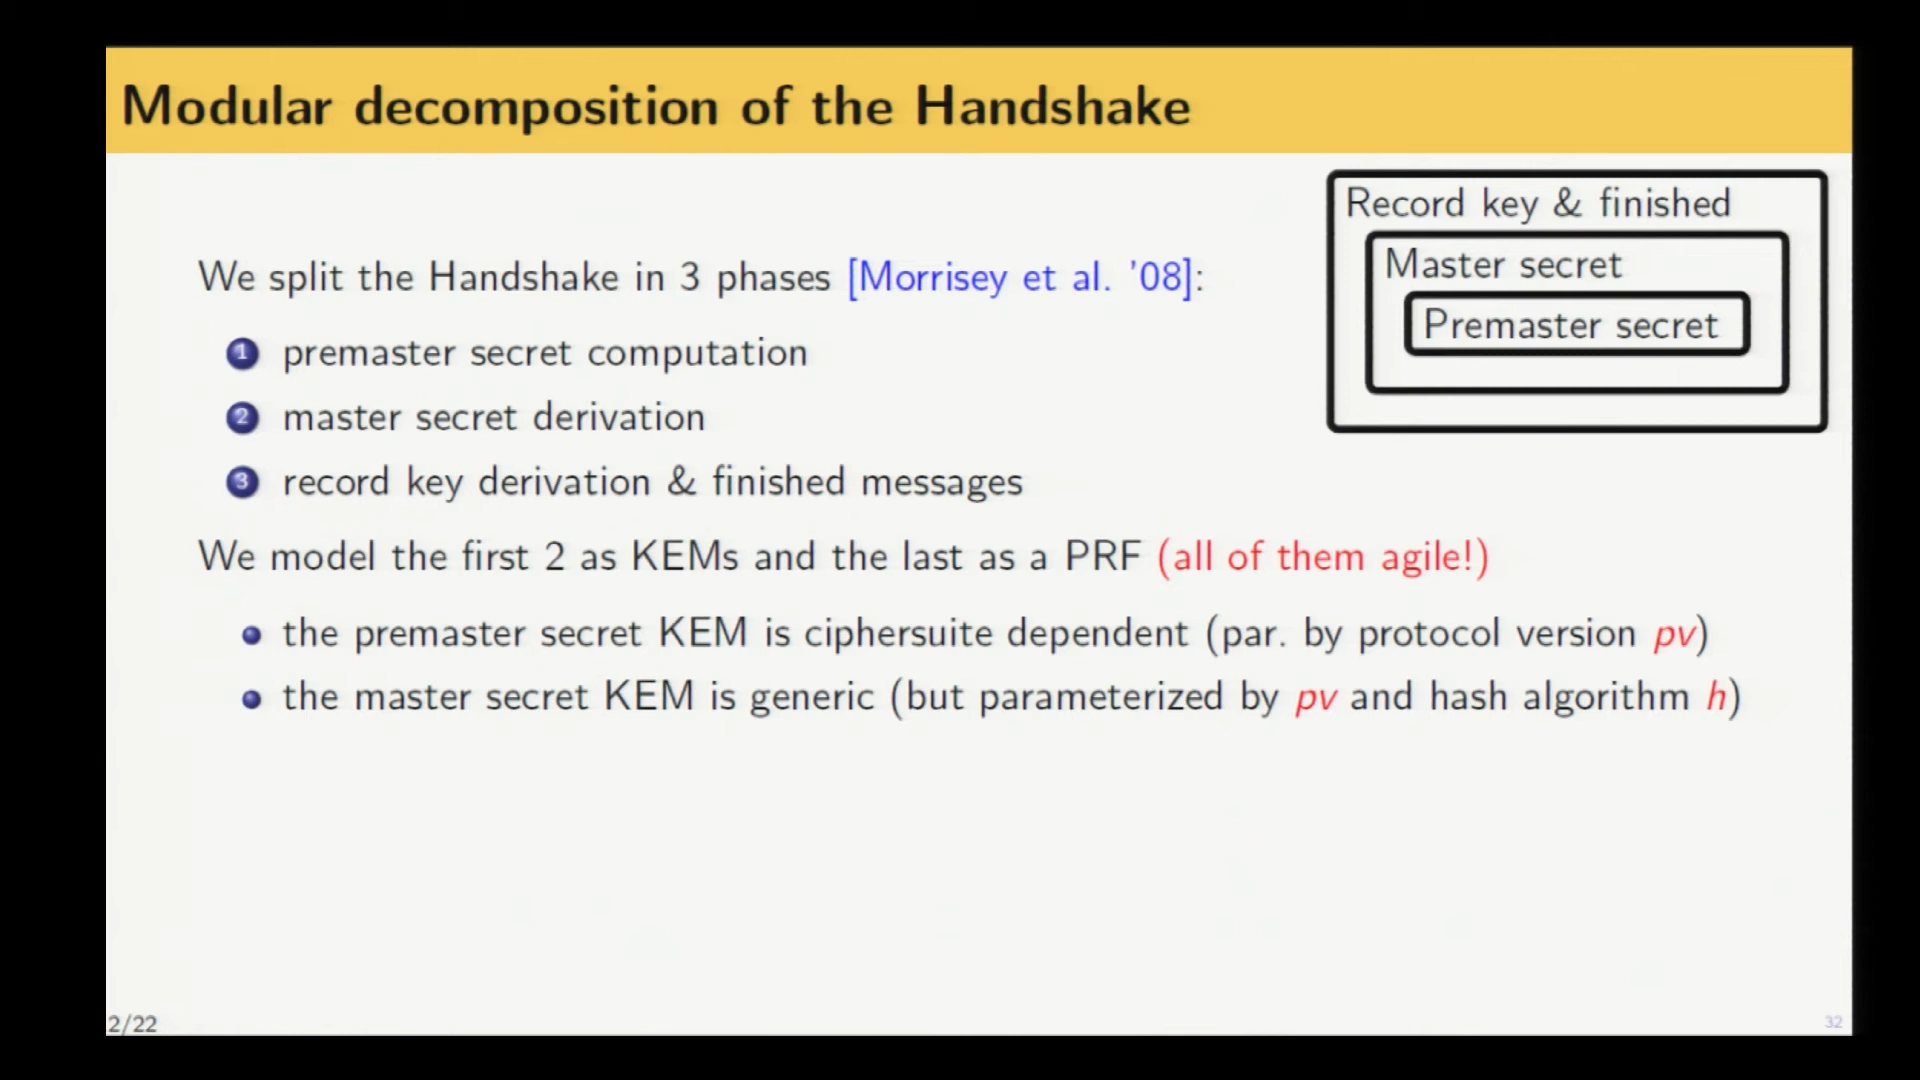 Modular decomposition of the Handshake
Record key & finished
Master secret
Premaster secret
We split the Handshake in 3 phases [Morrisey et al. '08]:
1 premaster secret computation
2 master secret derivation
3 record key derivation & finished messages
We model the first 2 as KEMs and the last as a PRF (all of them agile!)
the premaster secret KEM is ciphersuite dependent (par. by protocol version pv)
the master secret KEM is generic (but parameterized by pv and hash algorithm h)
2/22
32